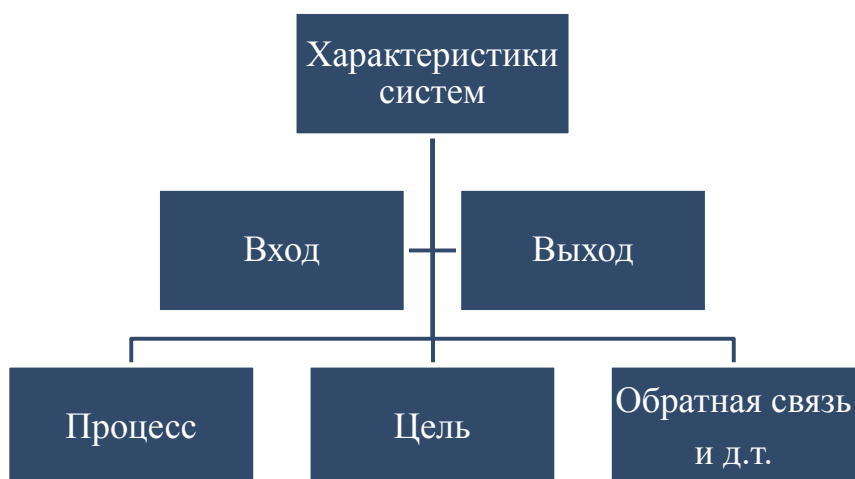 Характеристики
систем
Вход
Выход
Процесс
Цель
Обратная связь
и д.т.